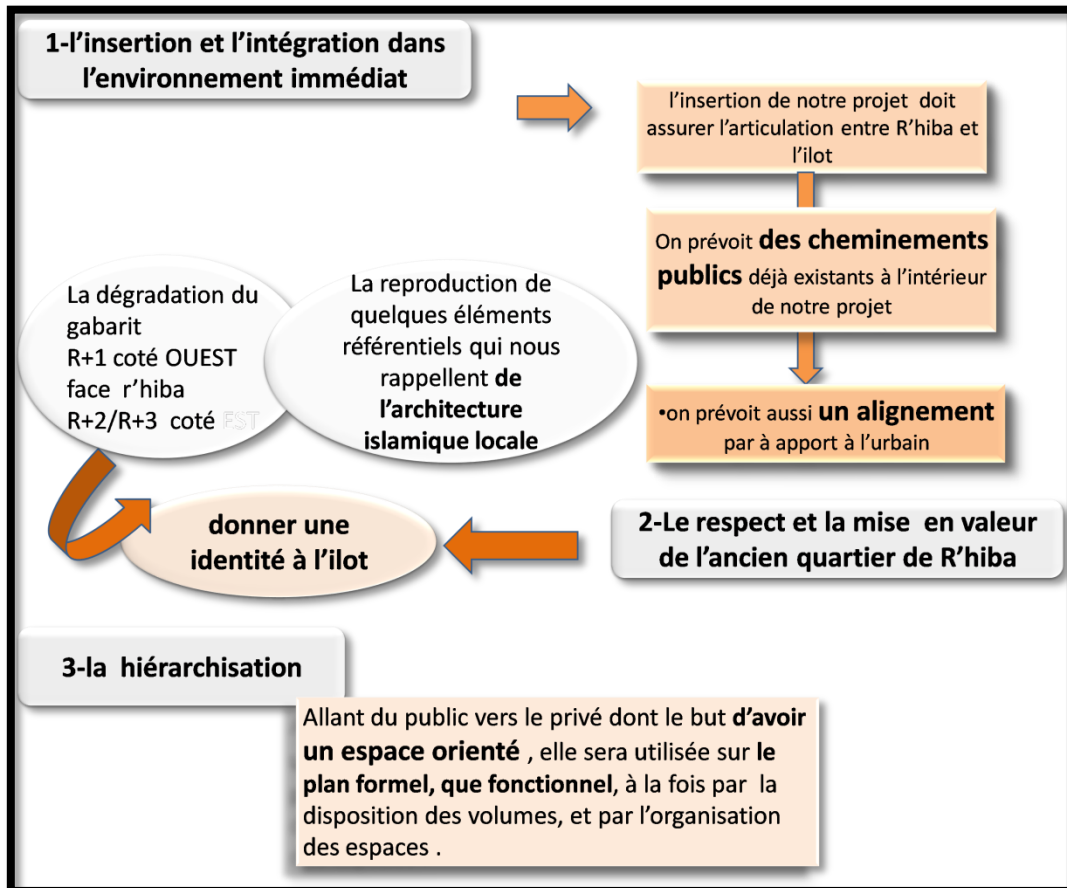 1-l'insertion et l'intégration dans
l'environnement immédiat
l'insertion de notre projet doit
assurer l'articulation entre R'hiba et
l'ilot
On prévoit des cheminements
publics déjà existants à l'intérieur
de notre projet
•on prévoit aussi un alignement
par à apport à l'urbain
La dégradation du
gabarit
R+1 coté OUEST
face r'hiba
R+2/R+3 coté EST
La reproduction de
quelques éléments
référentiels qui nous
rappellent de
l'architecture
islamique locale
donner une
identité à l'ilot
2-Le respect et la mise en valeur
de l'ancien quartier de R'hiba
3-la hiérarchisation
Allant du public vers le privé dont le but d'avoir
un espace orienté , elle sera utilisée sur le
plan formel, que fonctionnel, à la fois par la
disposition des volumes, et par l'organisation
des espaces .